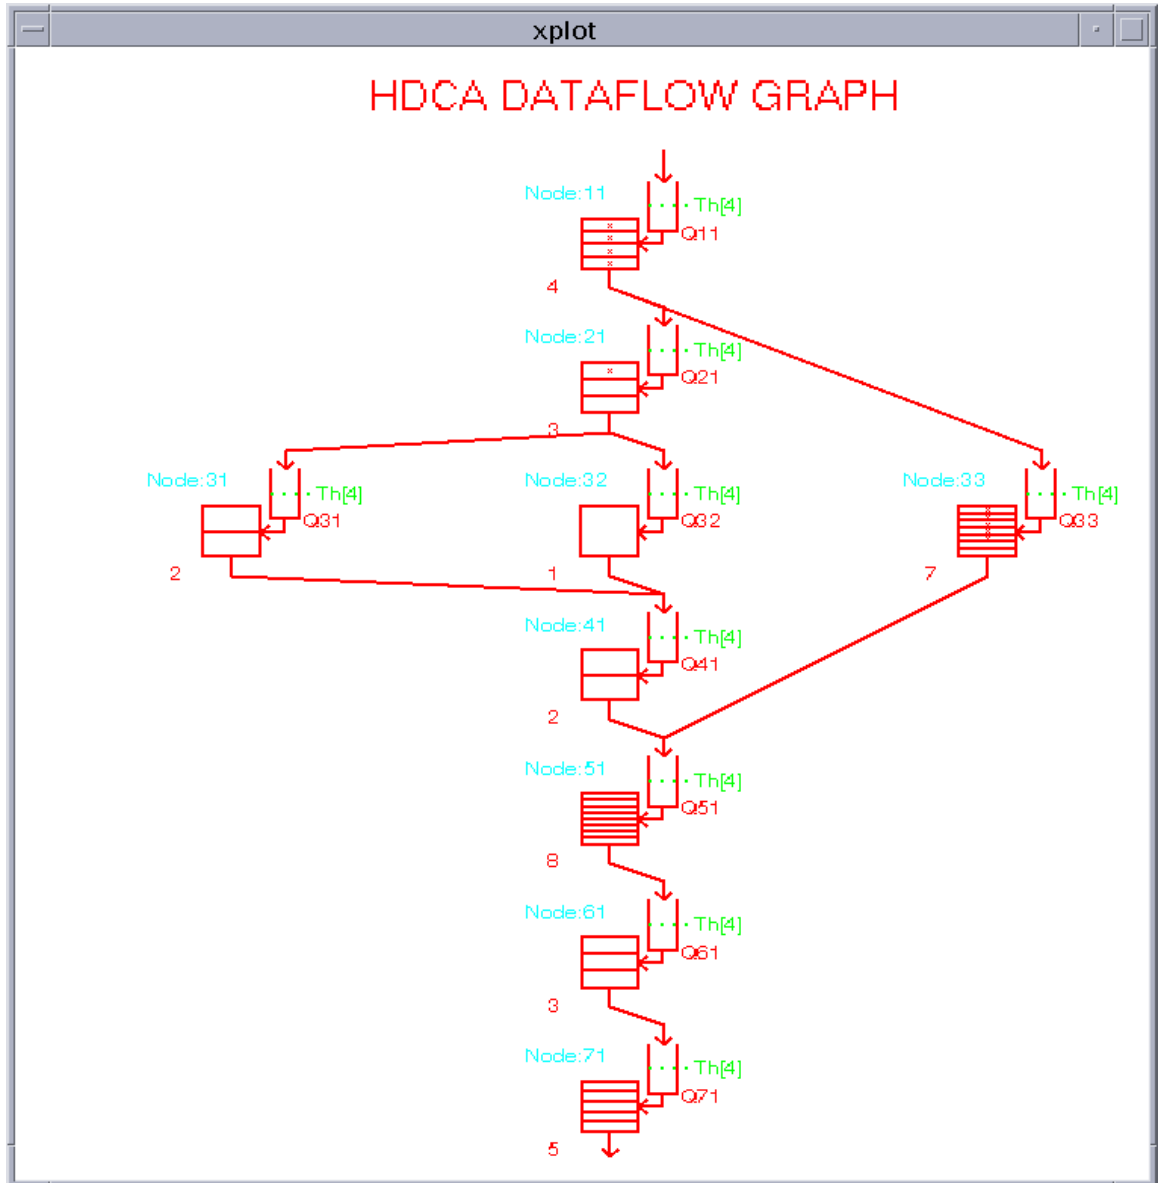 xplot
HDCA DATAFLOW GRAPH
Node:11
Th[4]
Q11
4
Node:21
Th[4]
Q21
3
Node:31
Th[4]
Q31
2
Node:32
Th[4]
Q32
1
Node:33
Th[4]
Q33
7
Node:41
Th[4]
Q41
2
Node:51
Th[4]
Q51
8
Node:61
Th[4]
Q61
3
Node:71
Th[4]
Q71
5